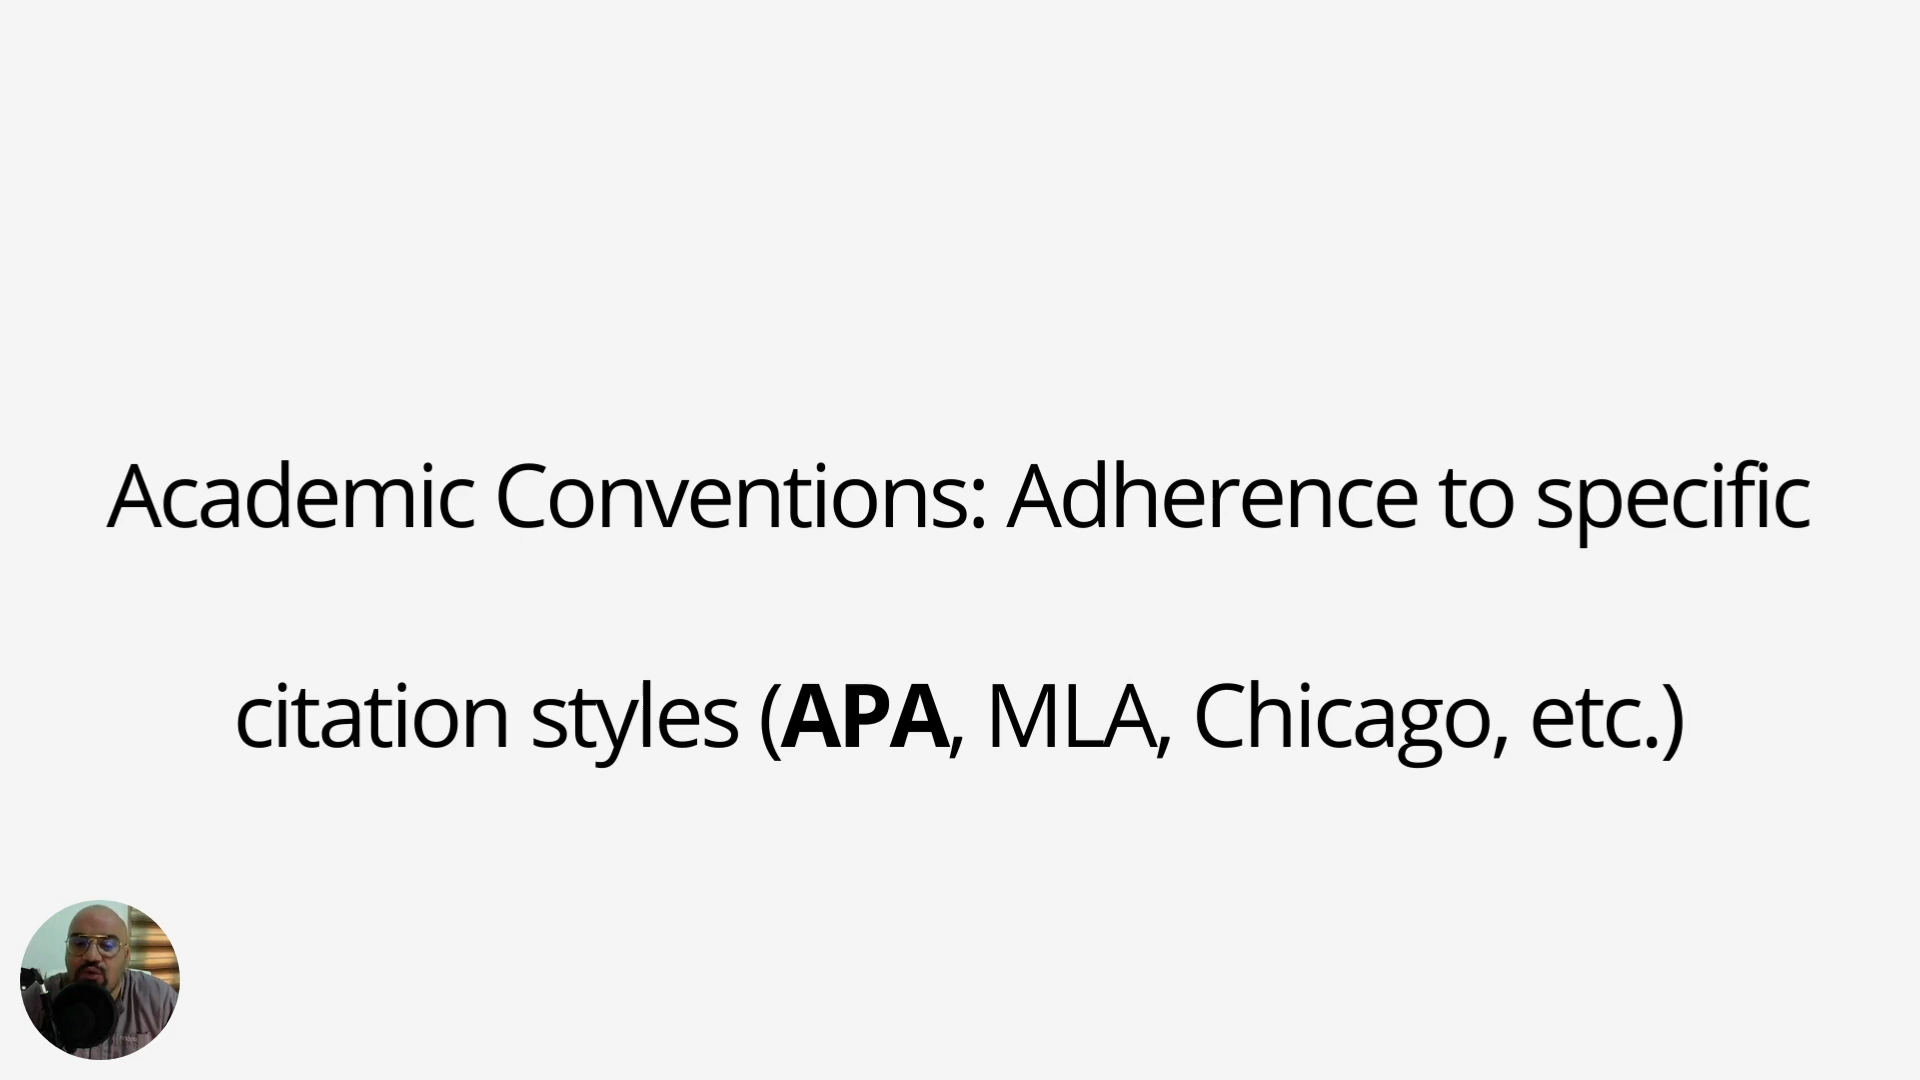 Academic Conventions: Adherence to specific
citation styles (APA, MLA, Chicago, etc.)